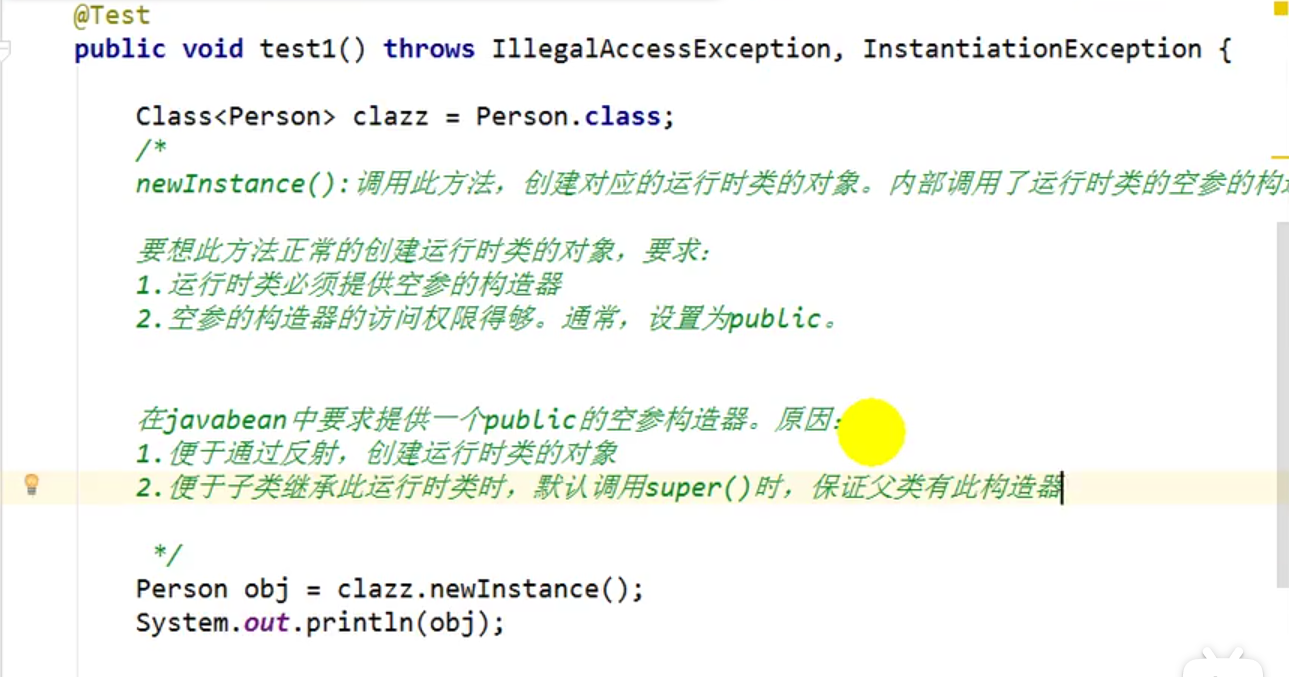 @Test
public void test1() throws IllegalAccessException, InstantiationException {
Class<Person> clazz = Person.class;
/*
newInstance():调用此方法，创建对应的运行时类的对象。内部调用了运行时类的空参的构造
要想此方法正常的创建运行时类的对象，要求：
1.运行时类必须提供空参的构造器
2.空参的构造器的访问权限得够。通常，设置为public。
在javabean中要求提供一个public的空参构造器。原因：
1.便于通过反射，创建运行时类的对象
2.便于子类继承此运行时类时，默认调用super()时，保证父类有此构造器
*/
Person obj = clazz.newInstance();
System.out.println(obj);